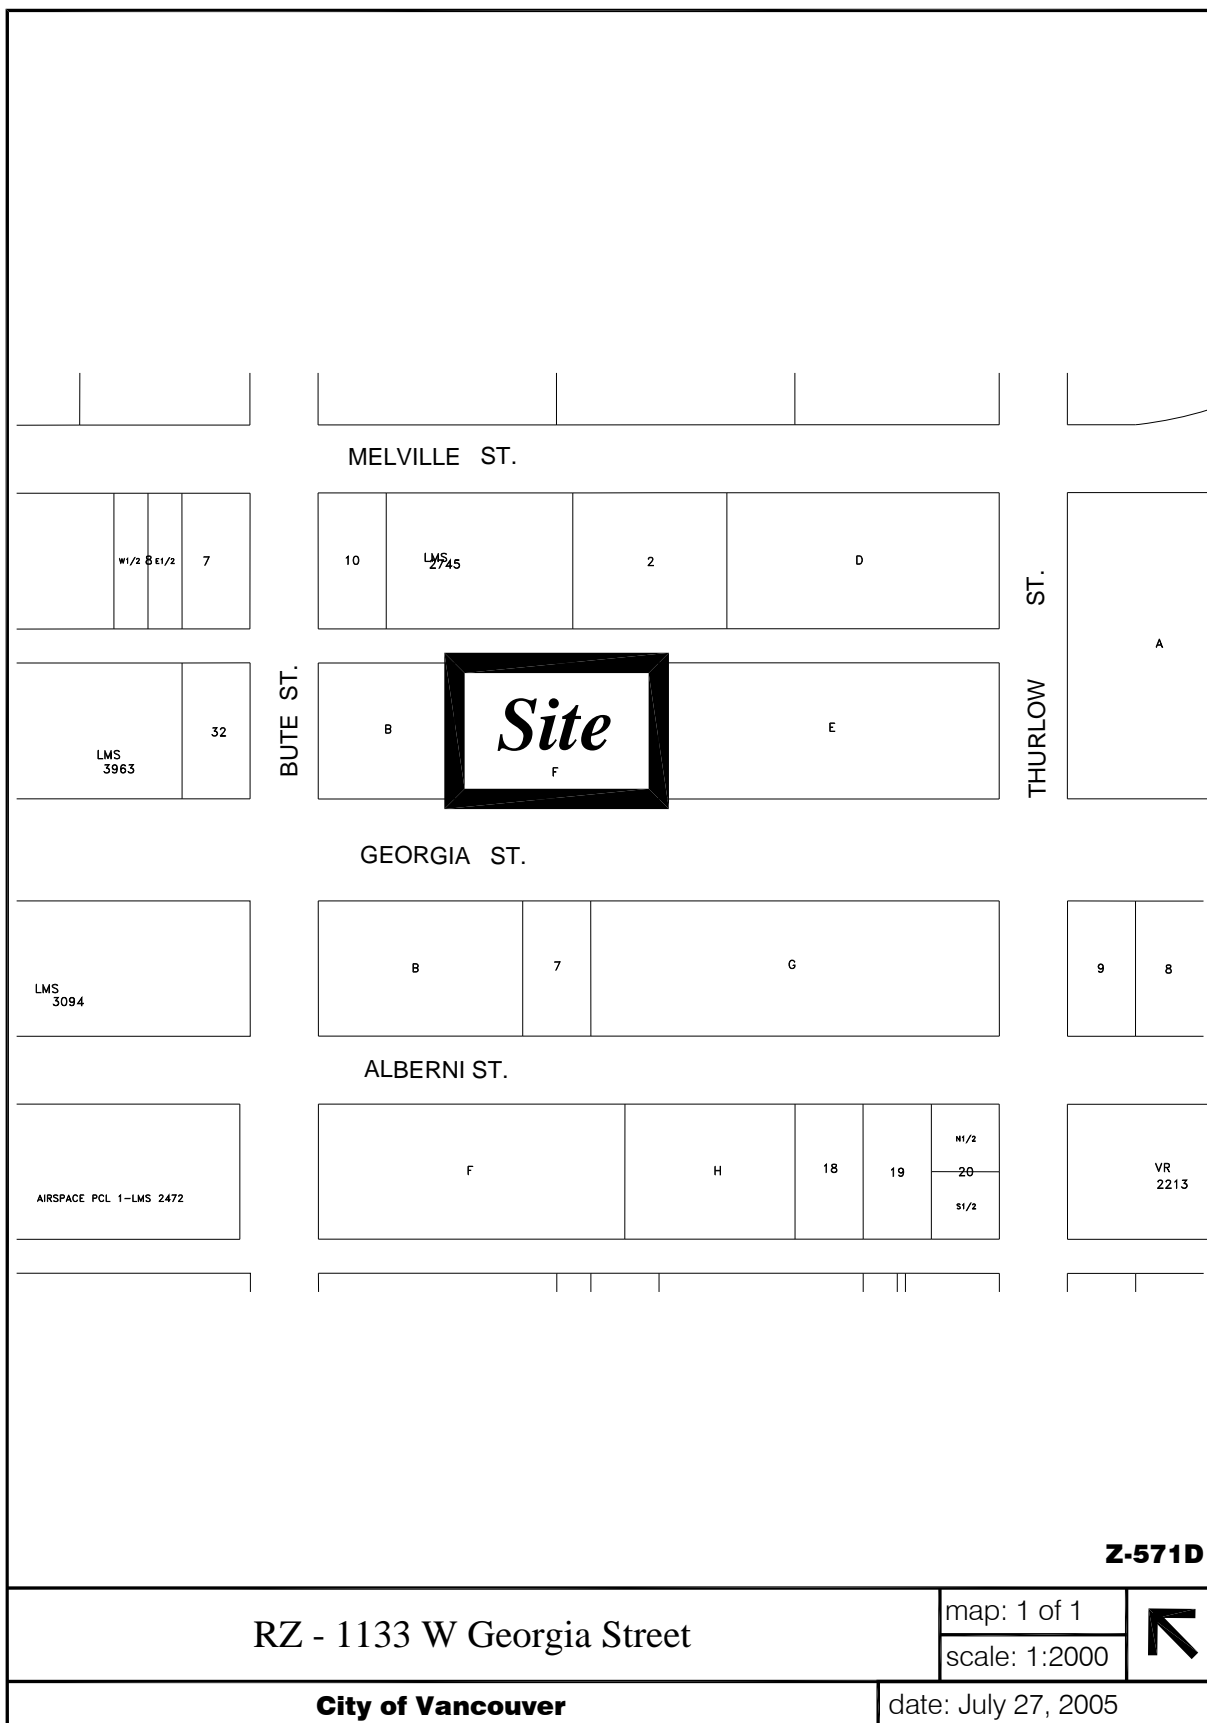 MELVILLE ST.
W1/2 8 E1/2 7
10
LMS
2745
2
D
ST.
A
BUTE ST.
THURLOW
32
LMS
3963
B
Site
F
E
GEORGIA ST.
B
7
G
9
8
LMS
3094
ALBERNI ST.
N1/2
F
H
18
19
20
S1/2
VR
2213
AIRSPACE PCL 1-LMS 2472
Z-571D
RZ - 1133 W Georgia Street
map: 1 of 1
scale: 1:2000
City of Vancouver
date: July 27, 2005